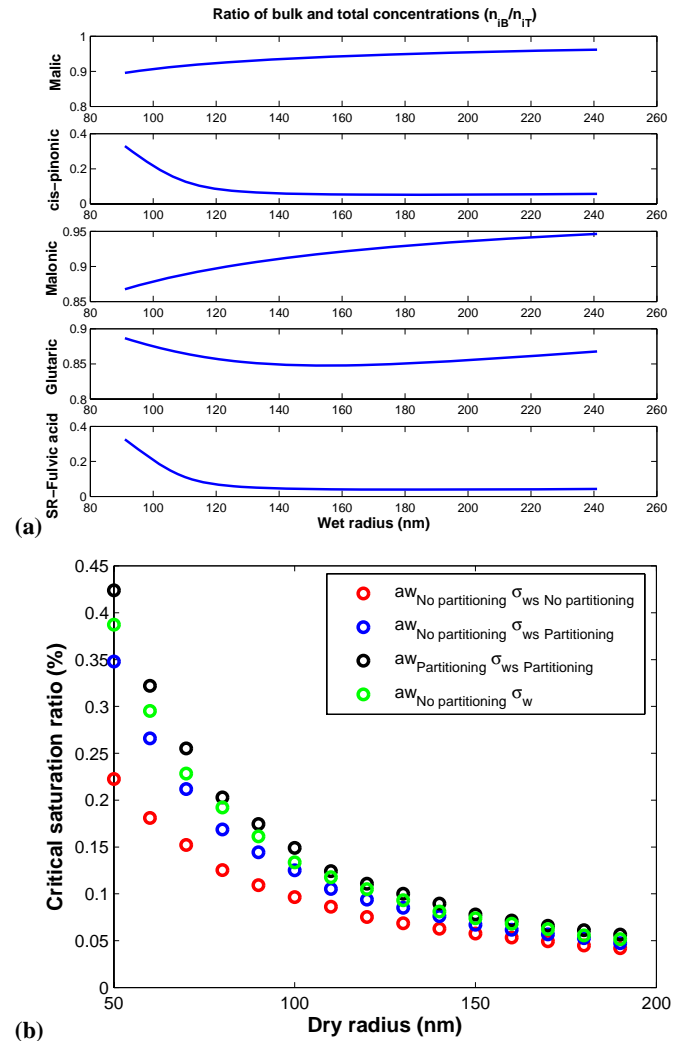 Ratio of bulk and total concentrations (n_iB/n_iT)
Malic
1
0.9
0.8
80 100 120 140 160 180 200 220 240 260
cis−pinonic
0.4
0.2
0
80 100 120 140 160 180 200 220 240 260
Malonic
0.95
0.9
0.85
80 100 120 140 160 180 200 220 240 260
Glutaric
0.9
0.85
0.8
80 100 120 140 160 180 200 220 240 260
SR−Fulvic acid
0.4
0.2
0
80 100 120 140 160 180 200 220 240 260
Wet radius (nm)
(a)
0.45
0.4
0.35
0.3
0.25
0.2
0.15
0.1
0.05
0
Critical saturation ratio (%)
aw_No partitioning σ_ws No partitioning
aw_No partitioning σ_ws Partitioning
aw_Partitioning σ_ws Partitioning
aw_No partitioning σ_w
50 100 150 200
Dry radius (nm)
(b)